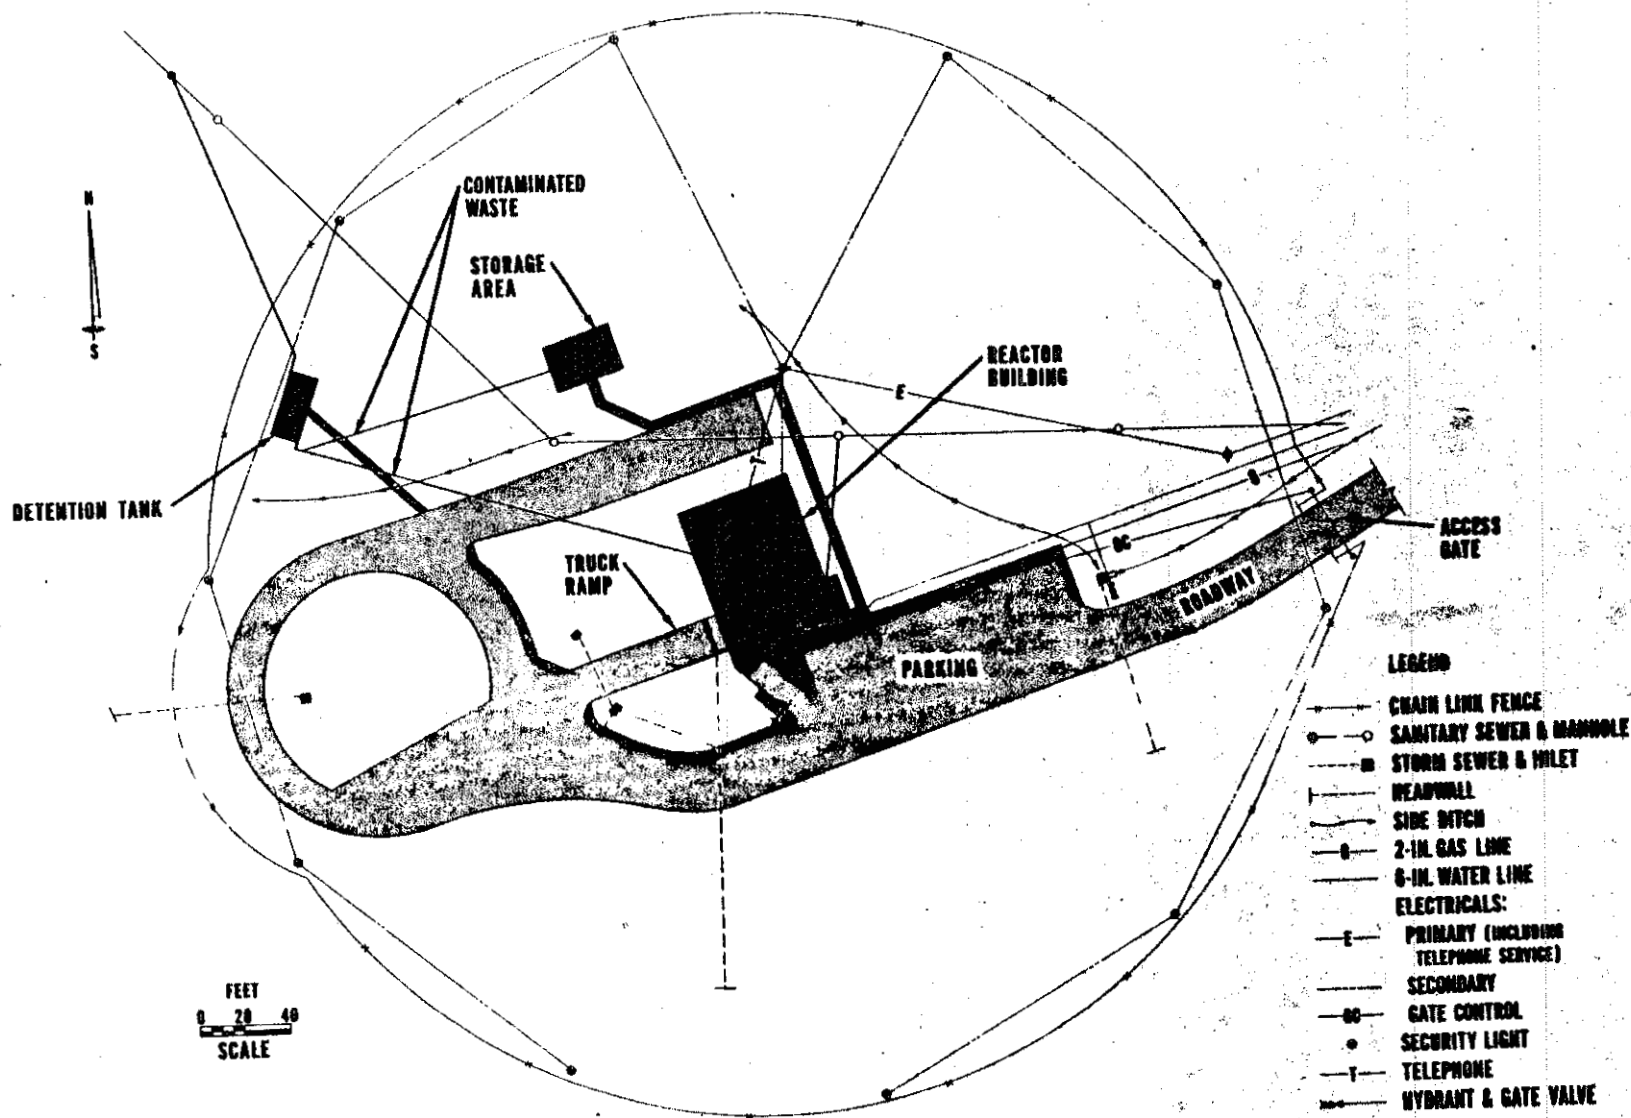 N
S
CONTAMINATED
WASTE
STORAGE
AREA
REACTOR
BUILDING
E
DETENTION TANK
T
G
GC
ACCESS
GATE
TRUCK
RAMP
ROADWAY
PARKING
LEGEND
CHAIN LINK FENCE
SANITARY SEWER & MANHOLE
STORM SEWER & INLET
HEADWALL
SIDE DITCH
G 2-IN. GAS LINE
6-IN. WATER LINE
ELECTRICALS:
E PRIMARY (INCLUDING
TELEPHONE SERVICE)
SECONDARY
GC GATE CONTROL
SECURITY LIGHT
T TELEPHONE
HYDRANT & GATE VALVE
FEET
0 20 40
SCALE